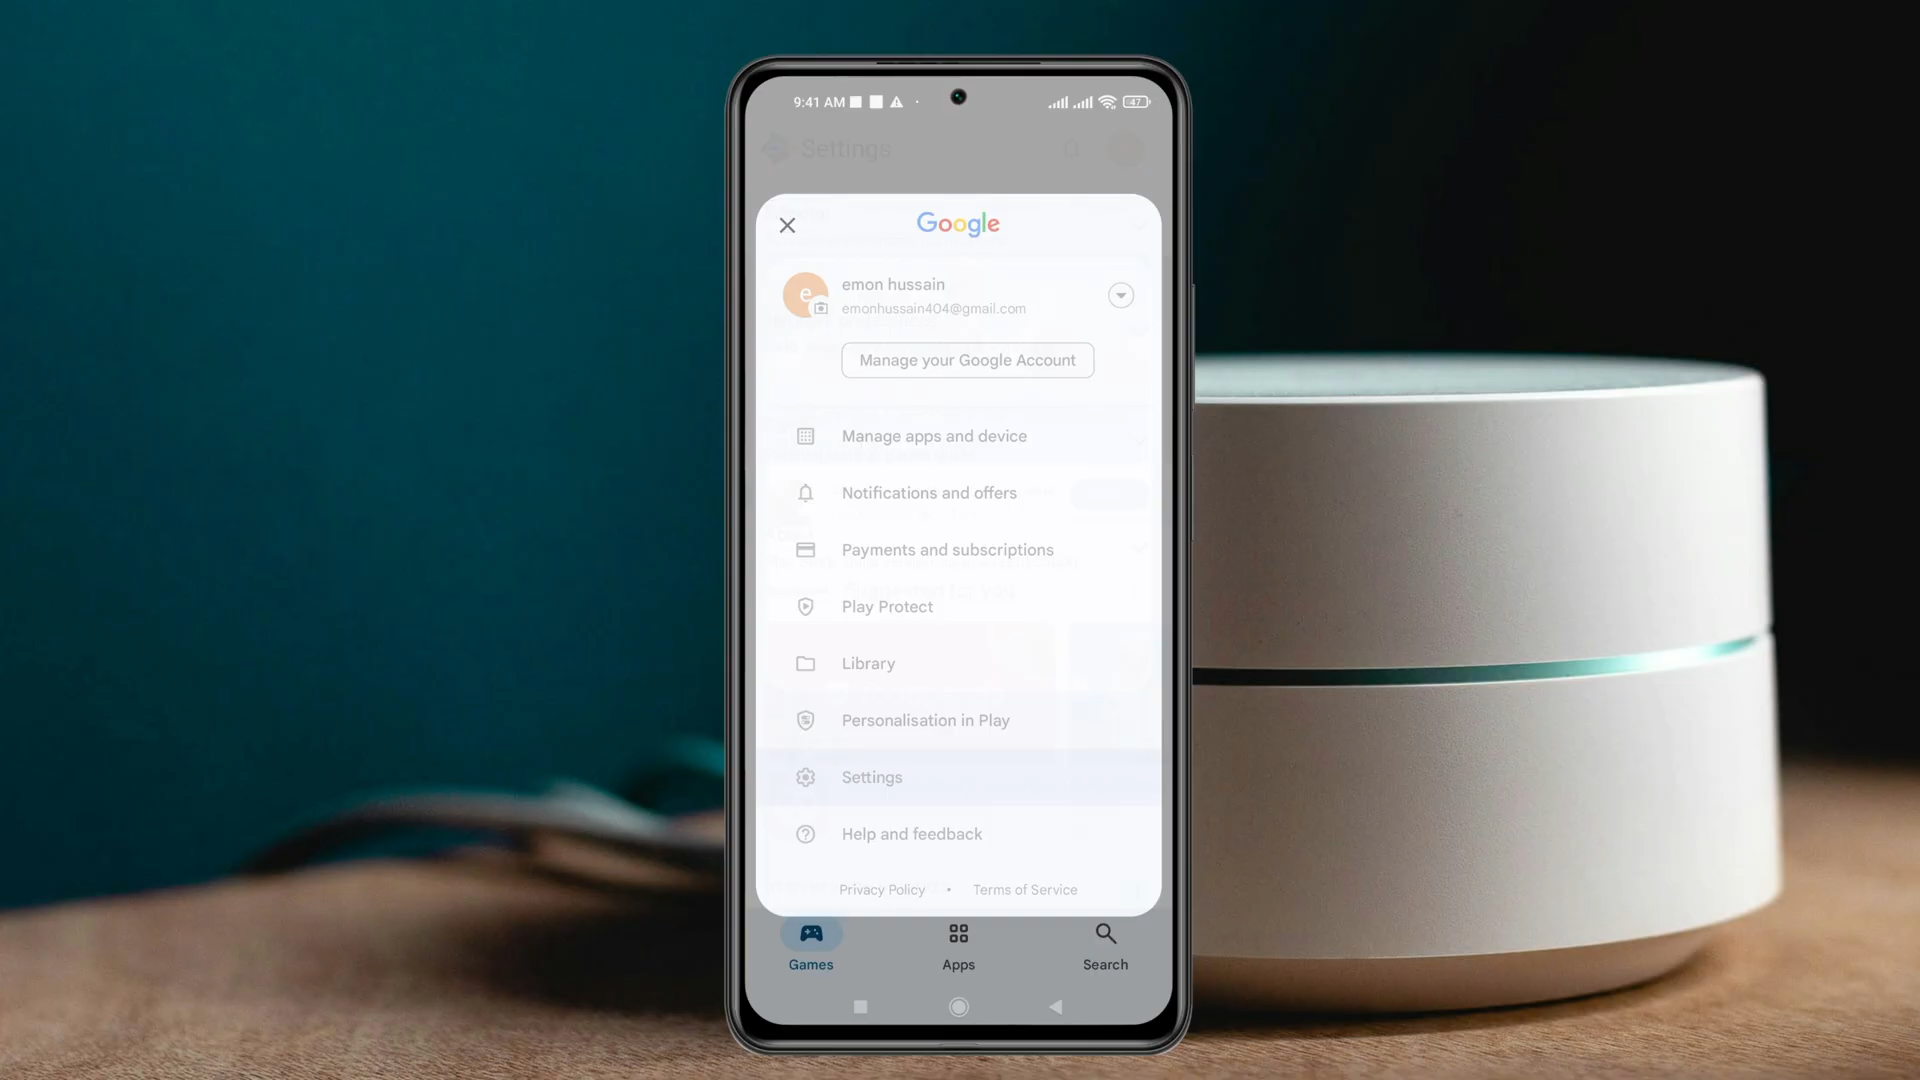 9:41 AM
47
Settings
Google
emon hussain
emonhussain404@gmail.com
Manage your Google Account
Manage apps and device
Notifications and offers
Payments and subscriptions
Play Protect
Library
Personalisation in Play
Settings
Help and feedback
Privacy Policy • Terms of Service
Games
Apps
Search